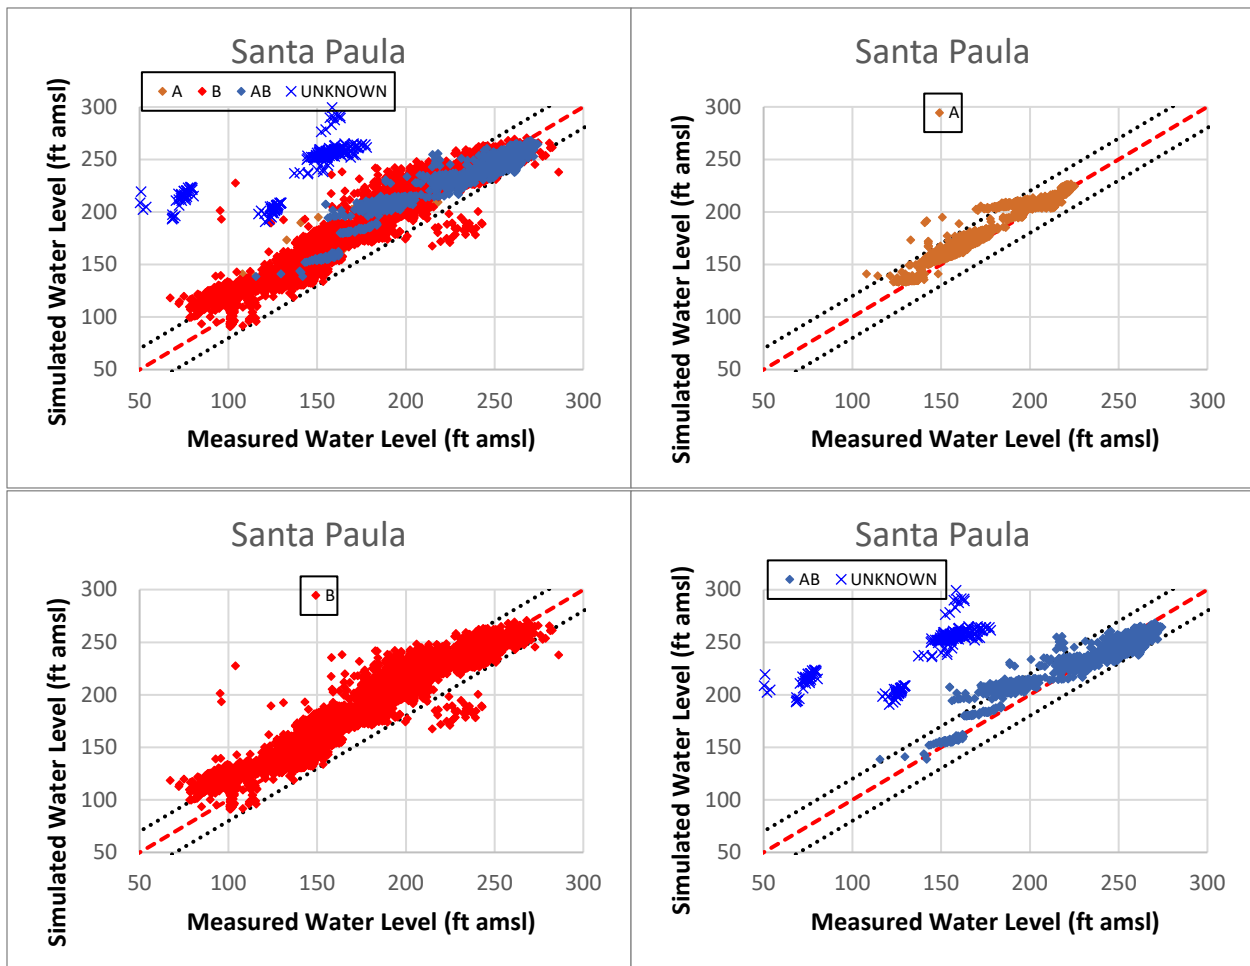 Santa Paula
A B AB UNKNOWN
Simulated Water Level (ft amsl)
300
250
200
150
100
50
50 100 150 200 250 300
Measured Water Level (ft amsl)
Santa Paula
A
Simulated Water Level (ft amsl)
300
250
200
150
100
50
50 100 150 200 250 300
Measured Water Level (ft amsl)
Santa Paula
B
Simulated Water Level (ft amsl)
300
250
200
150
100
50
50 100 150 200 250 300
Measured Water Level (ft amsl)
Santa Paula
AB UNKNOWN
Simulated Water Level (ft amsl)
300
250
200
150
100
50
50 100 150 200 250 300
Measured Water Level (ft amsl)